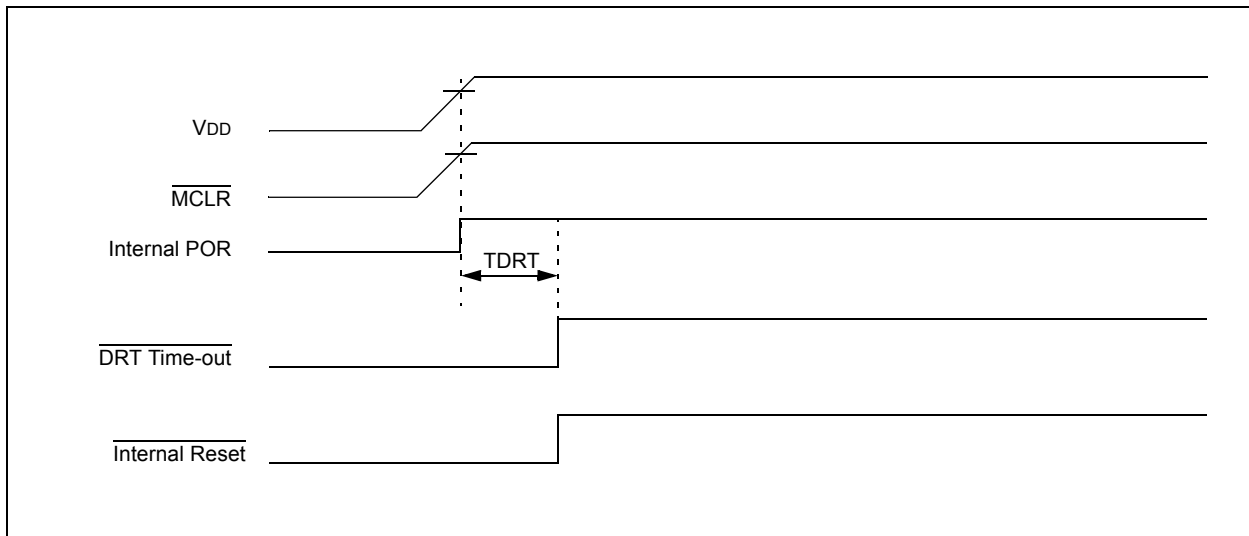 VDD
MCLR
Internal POR
TDRT
DRT Time-out
Internal Reset